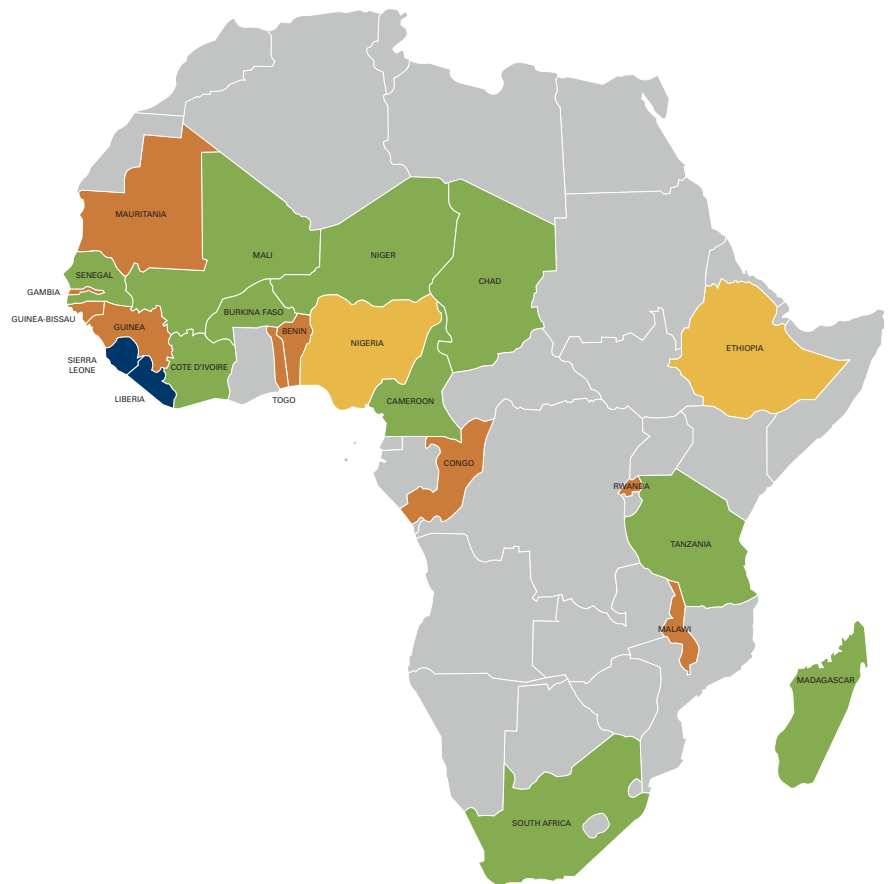 MAURITANIA
MALI
NIGER
SENEGAL
CHAD
GAMBIA
BURKINA FASO
GUINEA-BISSAU
GUINEA
BENIN
NIGERIA
ETHIOPIA
SIERRA
LEONE
COTE D'IVOIRE
LIBERIA
TOGO
CAMEROON
CONGO
RWANDA
TANZANIA
MALAWI
MADAGASCAR
SOUTH AFRICA